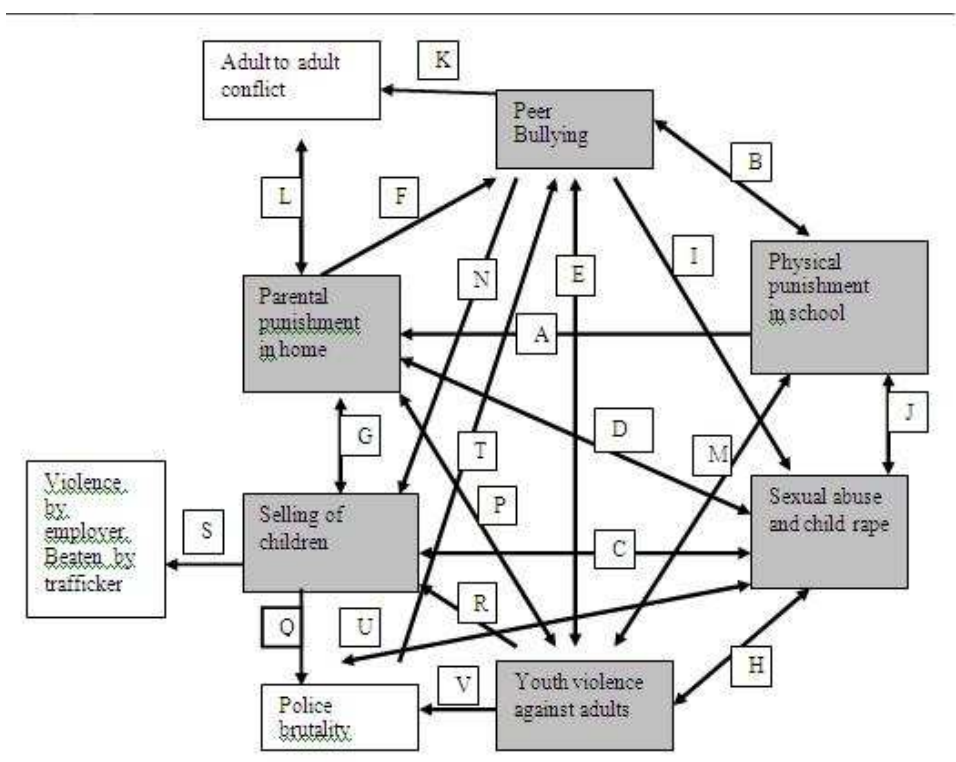 Adult to adult
conflict
K
Peer
Bullying
B
L
F
N
E
I
Physical
punishment
in school
Parental
punishment
in home
A
J
G
T
D
M
Violence
by
employer.
Beaten by
trafficker
S
Selling of
children
P
C
Sexual abuse
and child rape
R
Q
U
H
V
Police
brutality
Youth violence
against adults